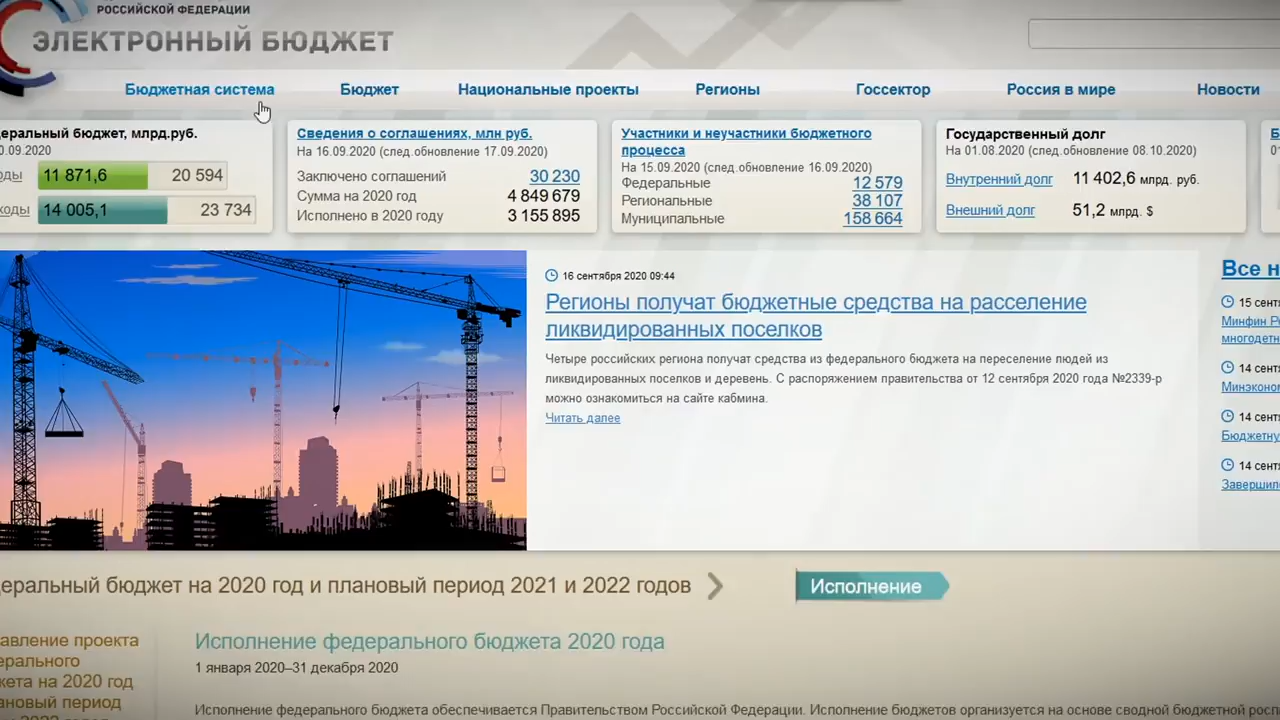 РОССИЙСКОЙ ФЕДЕРАЦИИ
ЭЛЕКТРОННЫЙ БЮДЖЕТ
Бюджетная система
Бюджет
Национальные проекты
Регионы
Госсектор
Россия в мире
Новости
еральный бюджет, млрд.руб.
0.09.2020
оды 11 871,6 20 594
ходы 14 005,1 23 734
Сведения о соглашениях, млн руб.
На 16.09.2020 (след.обновление 17.09.2020)
Заключено соглашений 30 230
Сумма на 2020 год 4 849 679
Исполнено в 2020 году 3 155 895
Участники и неучастники бюджетного
процесса
На 15.09.2020 (след.обновление 16.09.2020)
Федеральные 12 579
Региональные 38 107
Муниципальные 158 664
Государственный долг
На 01.08.2020 (след.обновление 08.10.2020)
Внутренний долг 11 402,6 млрд. руб.
Внешний долг 51,2 млрд. $
16 сентября 2020 09:44
Регионы получат бюджетные средства на расселение
ликвидированных поселков
Четыре российских региона получат средства из федерального бюджета на переселение людей из
ликвидированных поселков и деревень. С распоряжением правительства от 12 сентября 2020 года №2339-р
можно ознакомиться на сайте кабмина.
Читать далее
Все н
15 сент
Минфин Ро
многодетн
14 сент
Минэконом
14 сент
Бюджетну
14 сент
Завершил
еральный бюджет на 2020 год и плановый период 2021 и 2022 годов
Исполнение
авление проекта
ерального
жета на 2020 год
ановый период
Исполнение федерального бюджета 2020 года
1 января 2020–31 декабря 2020
Исполнение федерального бюджета обеспечивается Правительством Российской Федерации. Исполнение бюджетов организуется на основе сводной бюджетной росп